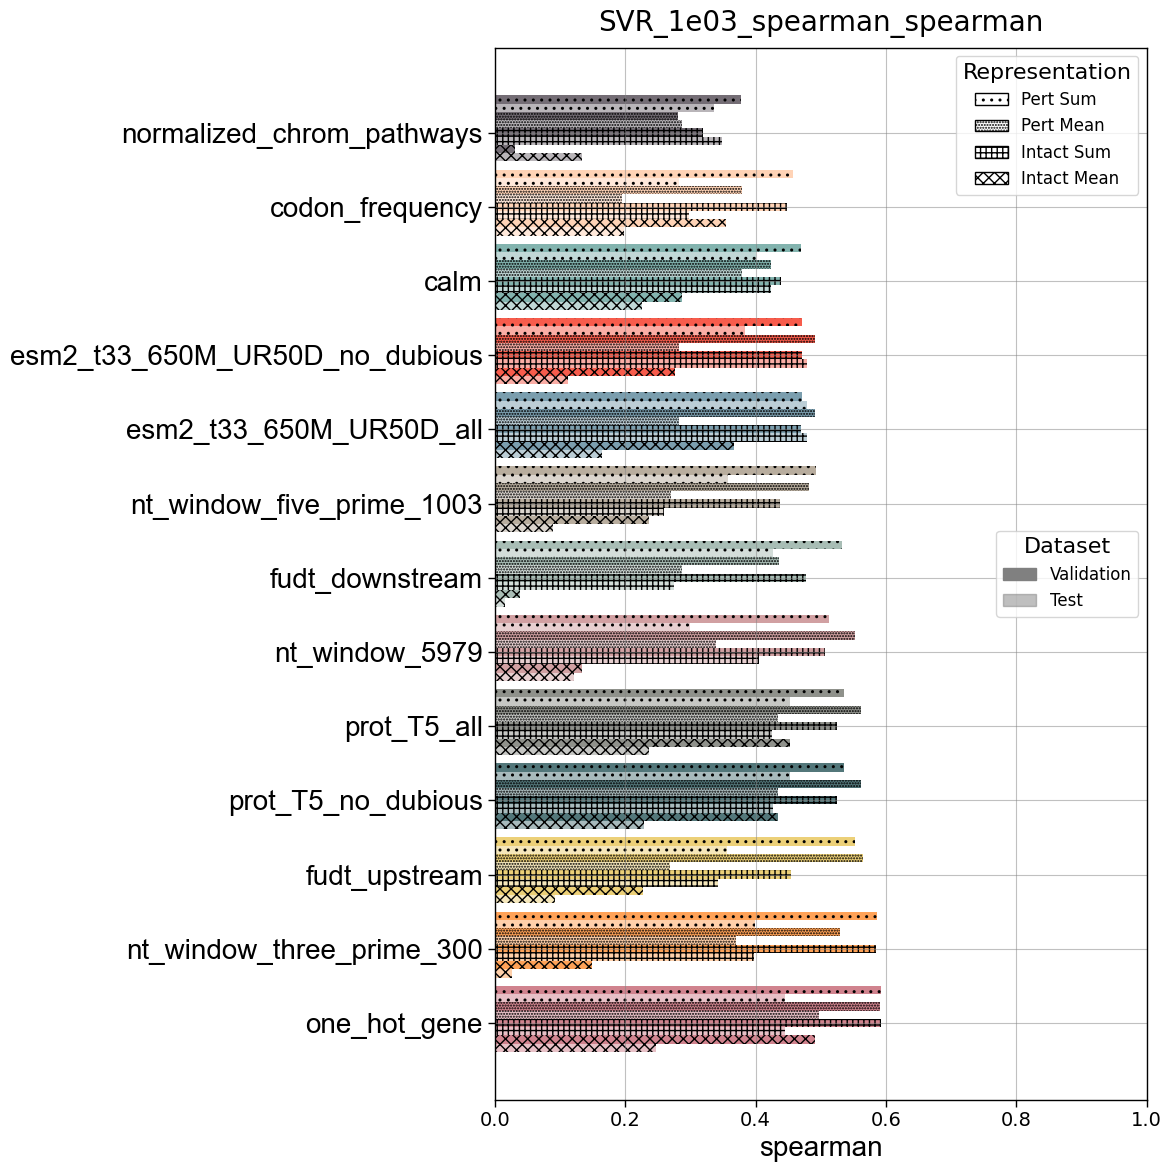 SVR_1e03_spearman_spearman
Representation
Pert Sum
Pert Mean
Intact Sum
Intact Mean
normalized_chrom_pathways
codon_frequency
calm
esm2_t33_650M_UR50D_no_dubious
esm2_t33_650M_UR50D_all
nt_window_five_prime_1003
fudt_downstream
Dataset
Validation
Test
nt_window_5979
prot_T5_all
prot_T5_no_dubious
fudt_upstream
nt_window_three_prime_300
one_hot_gene
0.0 0.2 0.4 0.6 0.8 1.0
spearman